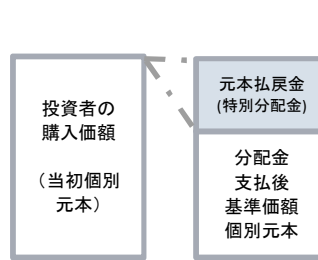 投資者の
購入価額
（当初個別
元本）
元本払戻金
(特別分配金)
分配金
支払後
基準価額
個別元本